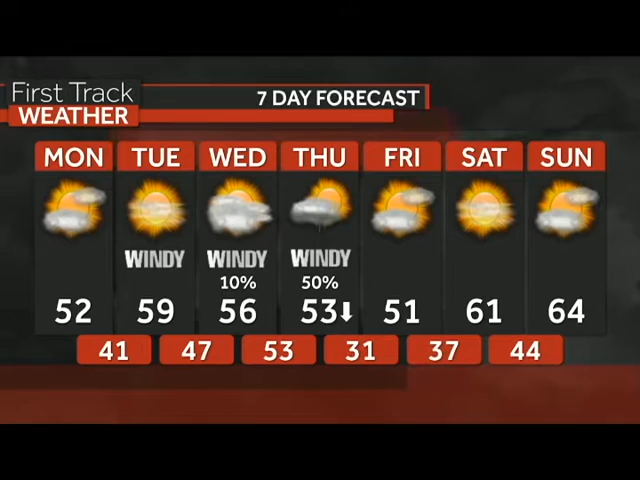 First Track
WEATHER
7 DAY FORECAST
MON TUE WED THU FRI SAT SUN
WINDY WINDY WINDY
10% 50%
52 59 56 53⬇ 51 61 64
41 47 53 31 37 44